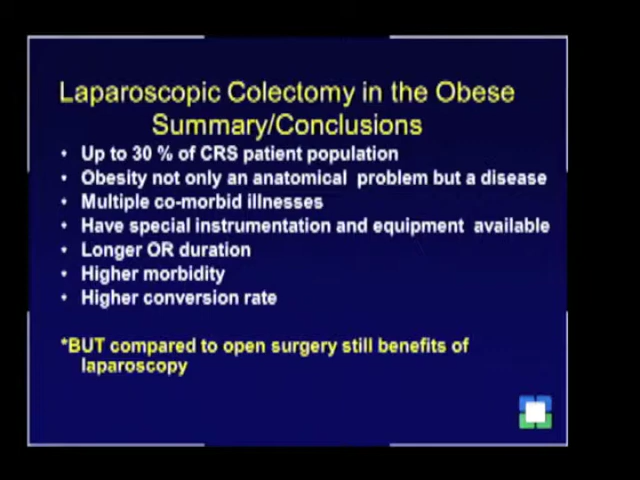 Laparoscopic Colectomy in the Obese
Summary/Conclusions
• Up to 30 % of CRS patient population
• Obesity not only an anatomical problem but a disease
• Multiple co-morbid illnesses
• Have special instrumentation and equipment available
• Longer OR duration
• Higher morbidity
• Higher conversion rate
*BUT compared to open surgery still benefits of
laparoscopy